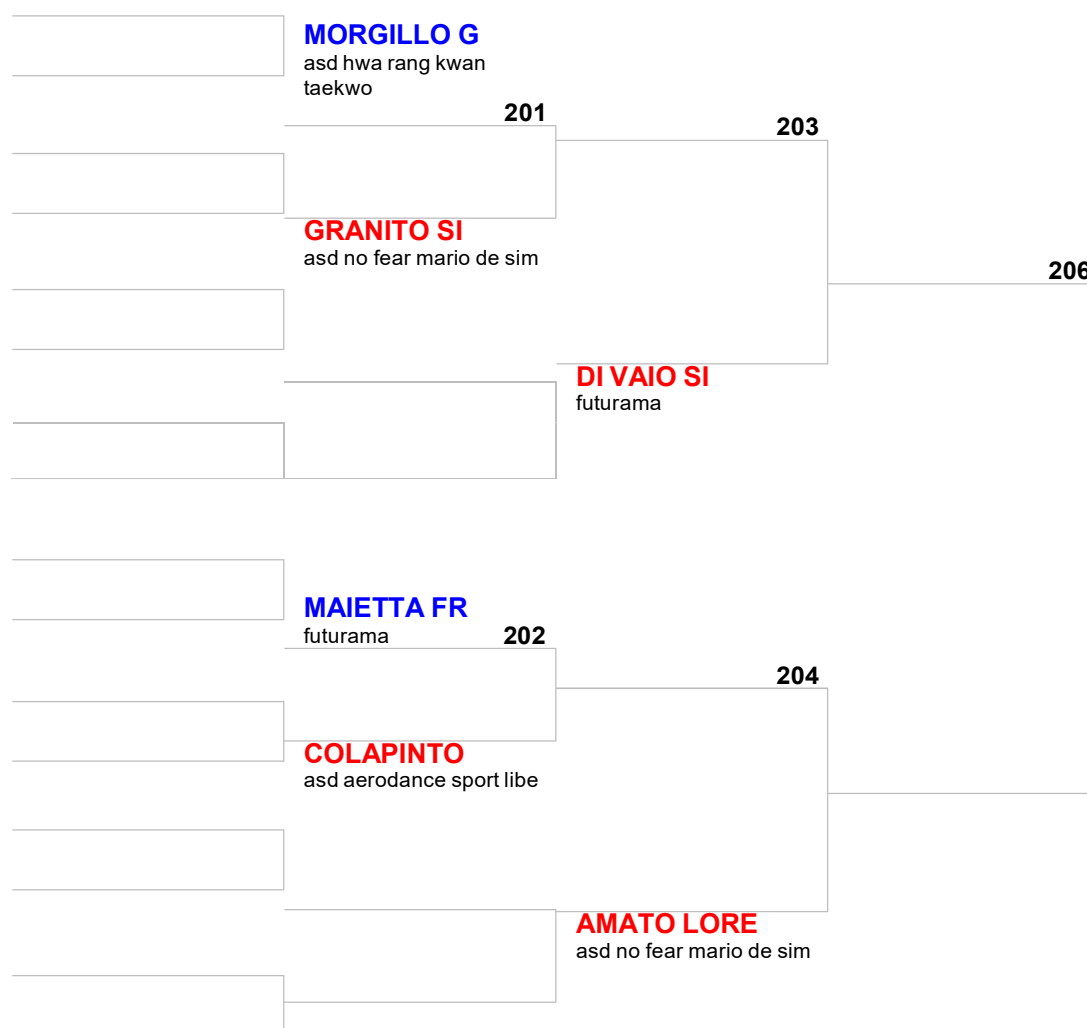 MORGILLO G
asd hwa rang kwan
taekwo
201
203
GRANITO SI
asd no fear mario de sim
206
DI VAIO SI
futurama
MAIETTA FR
futurama
202
204
COLAPINTO
asd aerodance sport libe
AMATO LORE
asd no fear mario de sim